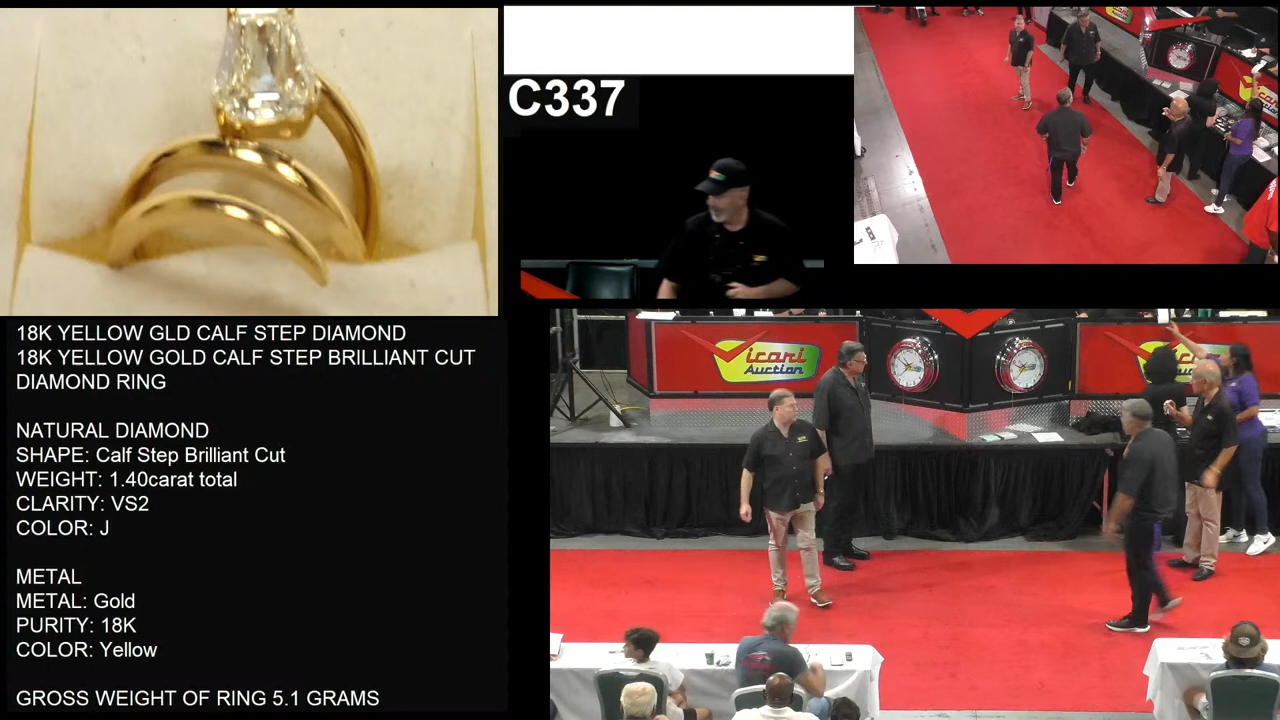 C337
18K YELLOW GLD CALF STEP DIAMOND
18K YELLOW GOLD CALF STEP BRILLIANT CUT
DIAMOND RING
NATURAL DIAMOND
SHAPE: Calf Step Brilliant Cut
WEIGHT: 1.40carat total
CLARITY: VS2
COLOR: J
METAL
METAL: Gold
PURITY: 18K
COLOR: Yellow
GROSS WEIGHT OF RING 5.1 GRAMS
Vicari
Auction
Vicari